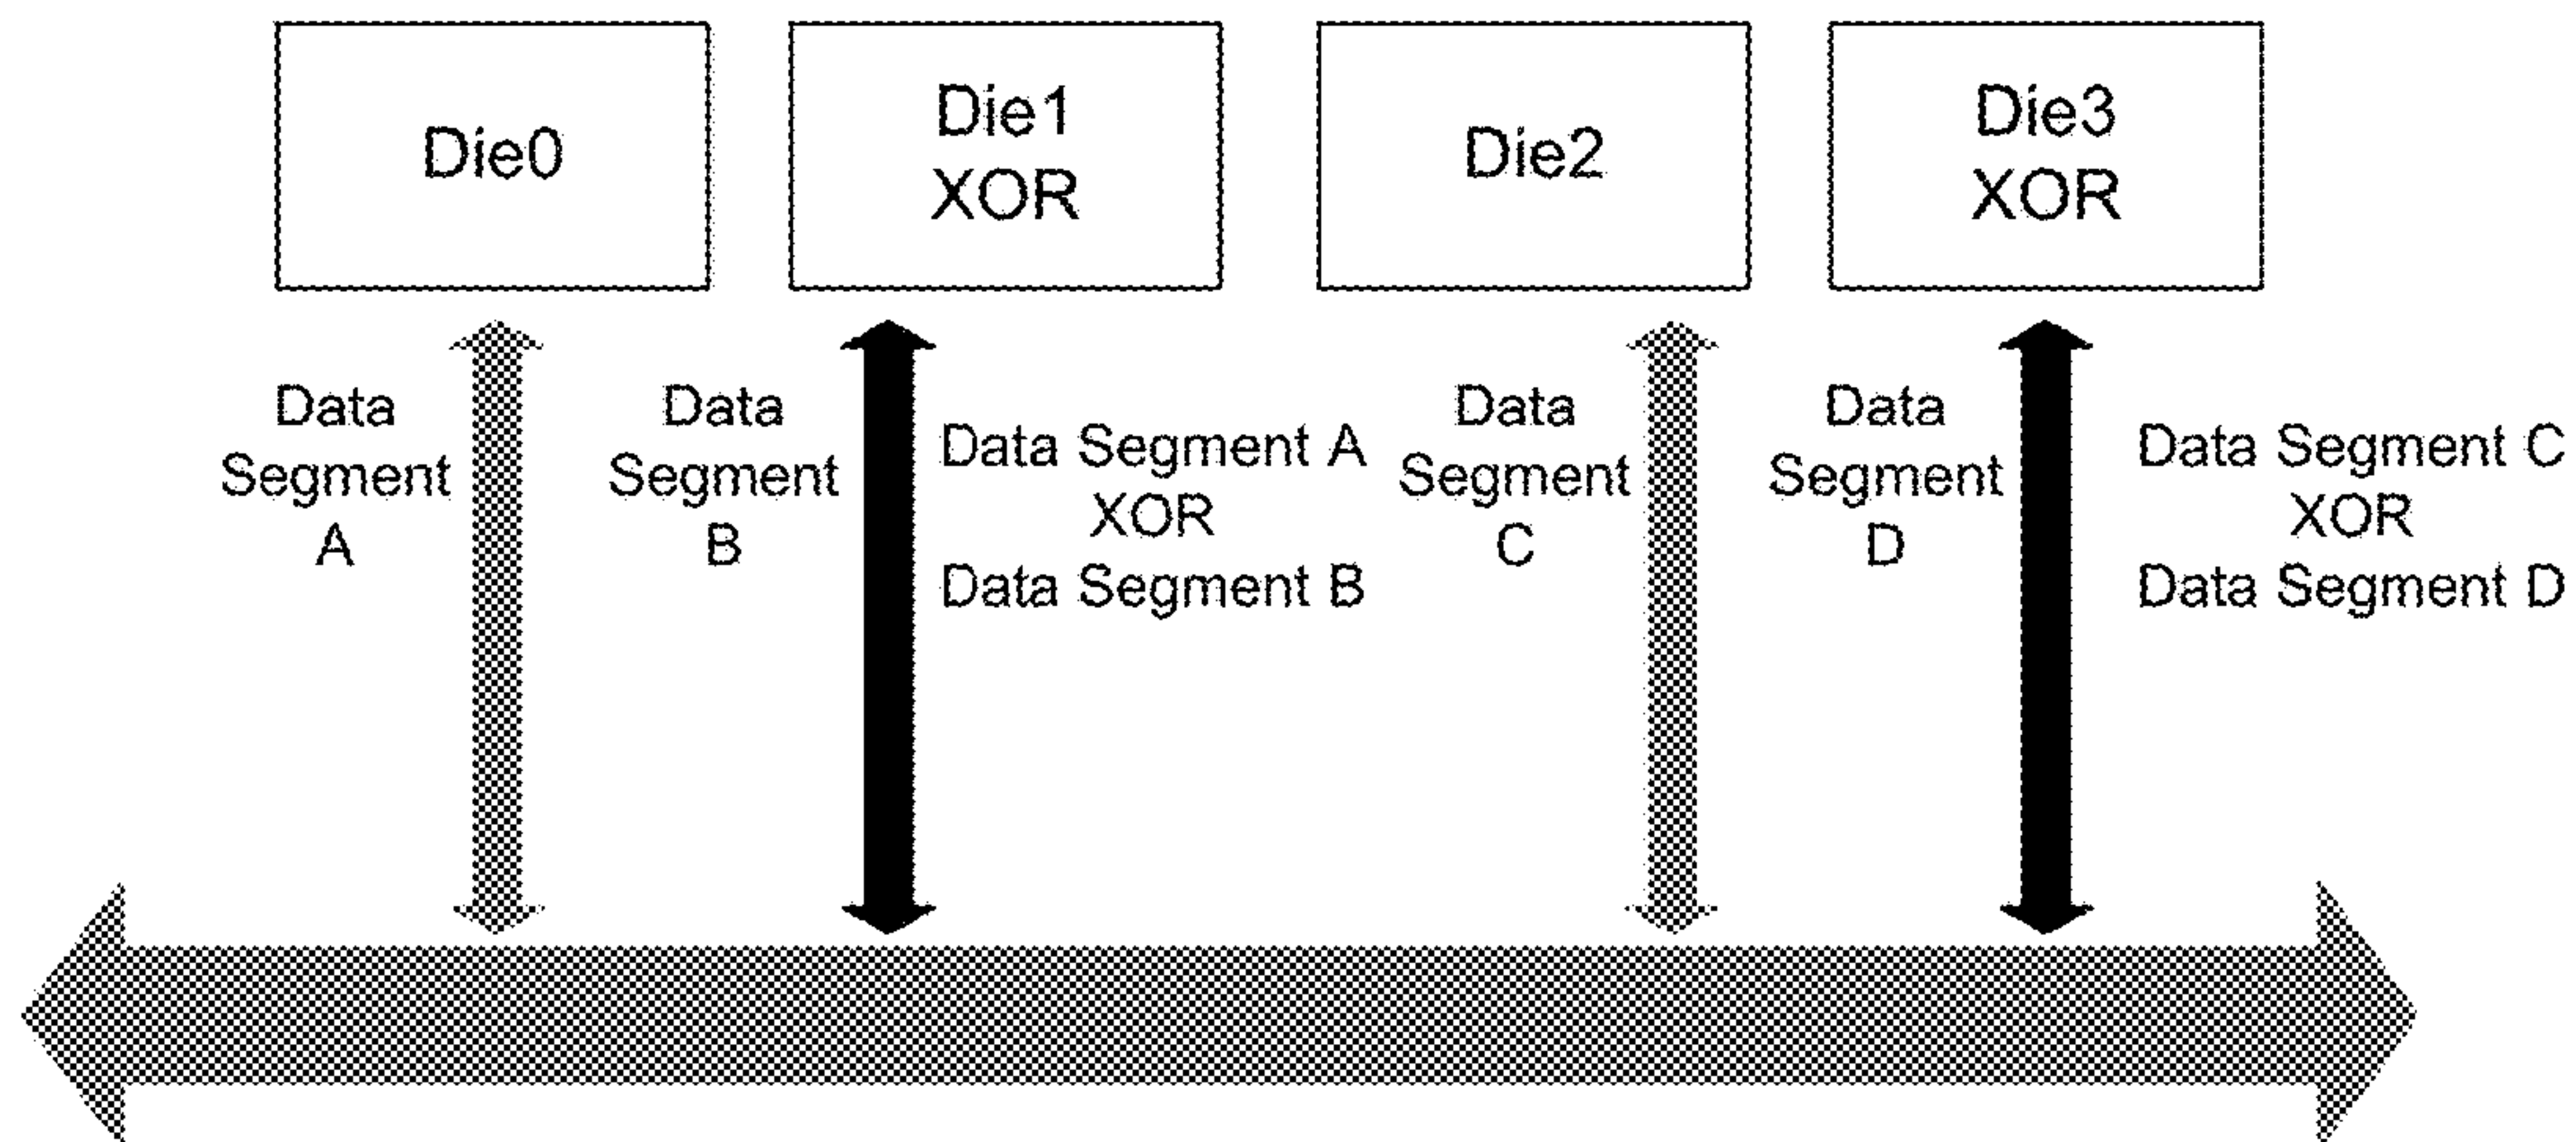 Die0
Die1
XOR
Die2
Die3
XOR
Data
Segment
A
Data
Segment
B
Data Segment A
XOR
Data Segment B
Data
Segment
C
Data
Segment
D
Data Segment C
XOR
Data Segment D